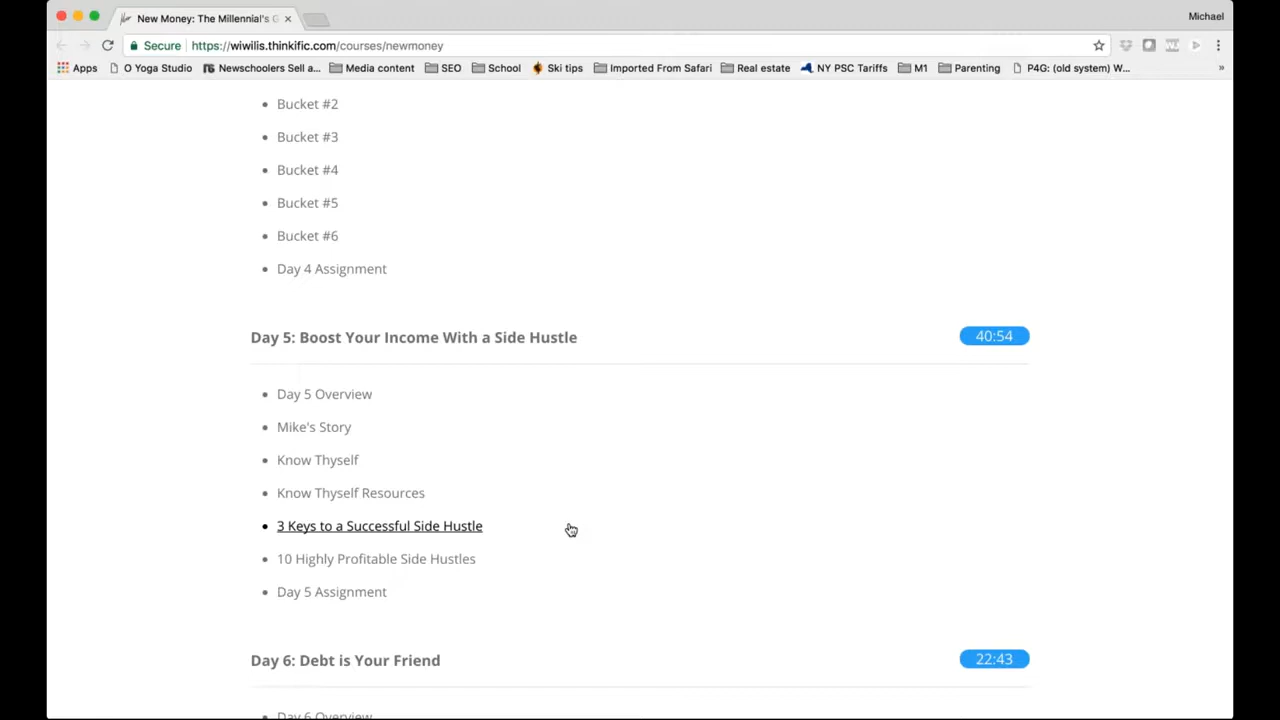 New Money: The Millennial's G
Michael
Secure https://wiwilis.thinkific.com/courses/newmoney
Apps O Yoga Studio Newschoolers Sell a... Media content SEO School Ski tips Imported From Safari Real estate NY PSC Tariffs M1 Parenting P4G: (old system) W... »
• Bucket #2
• Bucket #3
• Bucket #4
• Bucket #5
• Bucket #6
• Day 4 Assignment
Day 5: Boost Your Income With a Side Hustle 40:54
• Day 5 Overview
• Mike's Story
• Know Thyself
• Know Thyself Resources
• 3 Keys to a Successful Side Hustle
• 10 Highly Profitable Side Hustles
• Day 5 Assignment
Day 6: Debt is Your Friend 22:43
• Day 6 Overview